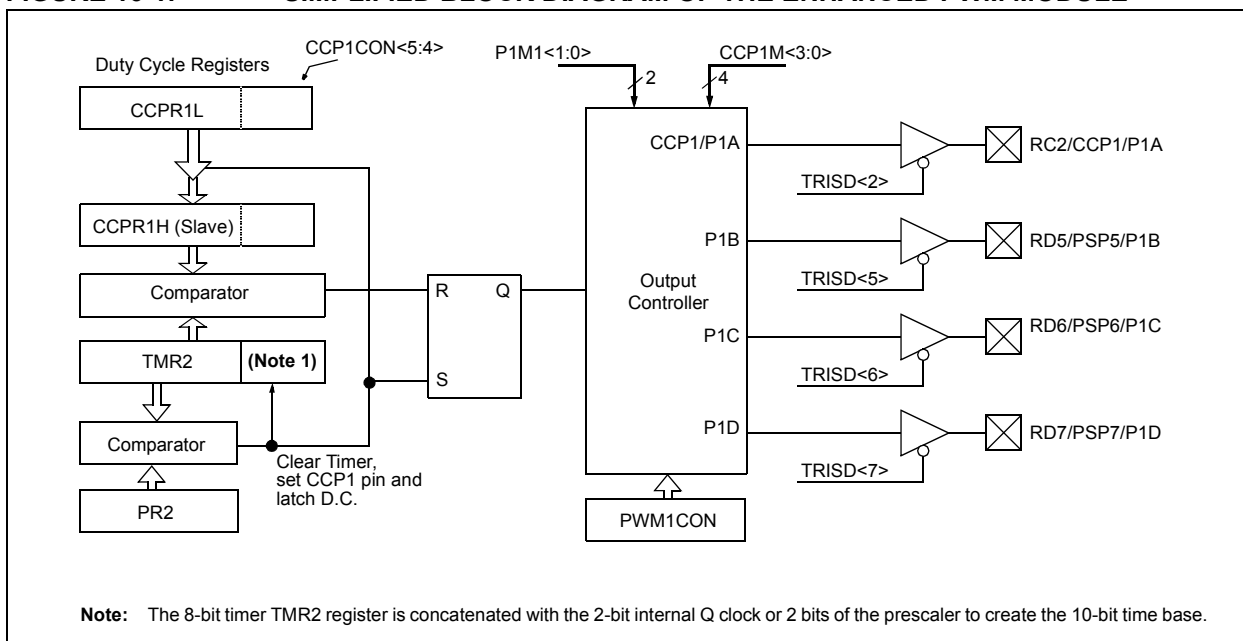 CCP1CON<5:4>
Duty Cycle Registers
CCPR1L
CCPR1H (Slave)
Comparator
TMR2
(Note 1)
Comparator
PR2
Clear Timer,
set CCP1 pin and
latch D.C.
R
Q
S
P1M1<1:0>
2
CCP1M<3:0>
4
CCP1/P1A
P1B
Output
Controller
P1C
P1D
PWM1CON
TRISD<2>
RC2/CCP1/P1A
TRISD<5>
RD5/PSP5/P1B
TRISD<6>
RD6/PSP6/P1C
TRISD<7>
RD7/PSP7/P1D
Note: The 8-bit timer TMR2 register is concatenated with the 2-bit internal Q clock or 2 bits of the prescaler to create the 10-bit time base.